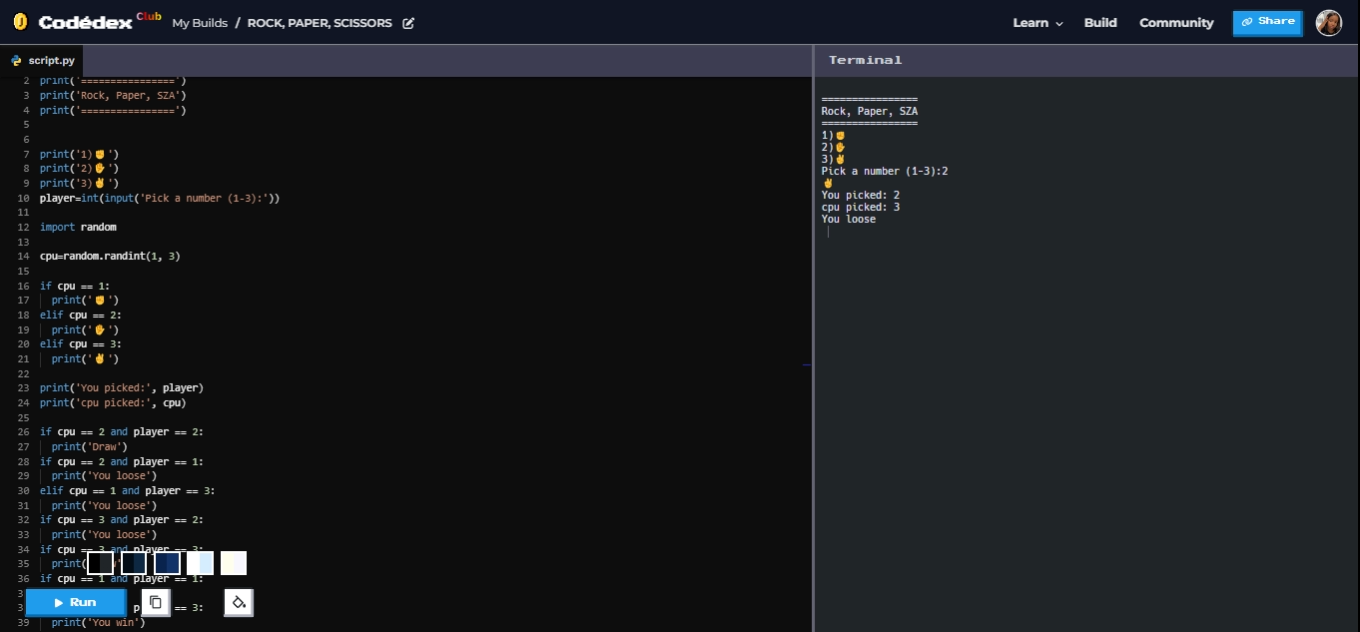 Codédex Club My Builds / ROCK, PAPER, SCISSORS Learn Build Community Share
script.py
2 print('================')
3 print('Rock, Paper, SZA')
4 print('================')
5
6
7 print('1)✊')
8 print('2)✋')
9 print('3)✌')
10 player=int(input('Pick a number (1-3):'))
11
12 import random
13
14 cpu=random.randint(1, 3)
15
16 if cpu == 1:
17 print('✊')
18 elif cpu == 2:
19 print('✋')
20 elif cpu == 3:
21 print('✌')
22
23 print('You picked:', player)
24 print('cpu picked:', cpu)
25
26 if cpu == 2 and player == 2:
27 print('Draw')
28 if cpu == 2 and player == 1:
29 print('You loose')
30 elif cpu == 1 and player == 3:
31 print('You loose')
32 if cpu == 3 and player == 2:
33 print('You loose')
34 if cpu == 3 and player == 3:
35 print(
36 if cpu == 1 and player == 1:
== 3:
39 print('You win')
Run
Terminal
================
Rock, Paper, SZA
================
1)✊
2)✋
3)✌
Pick a number (1-3):2
✌
You picked: 2
cpu picked: 3
You loose